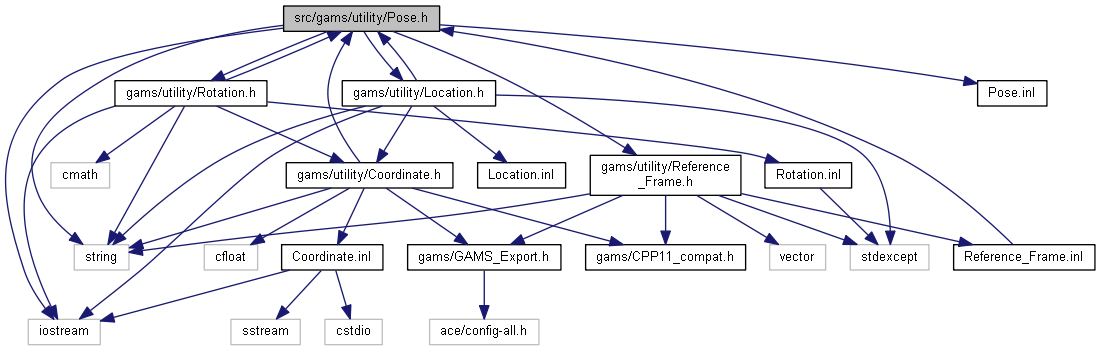 src/gams/utility/Pose.h
gams/utility/Rotation.h
gams/utility/Location.h
Pose.inl
cmath
gams/utility/Coordinate.h
Location.inl
gams/utility/Reference
_Frame.h
Rotation.inl
string
cfloat
Coordinate.inl
gams/GAMS_Export.h
gams/CPP11_compat.h
vector
stdexcept
Reference_Frame.inl
iostream
sstream
cstdio
ace/config-all.h